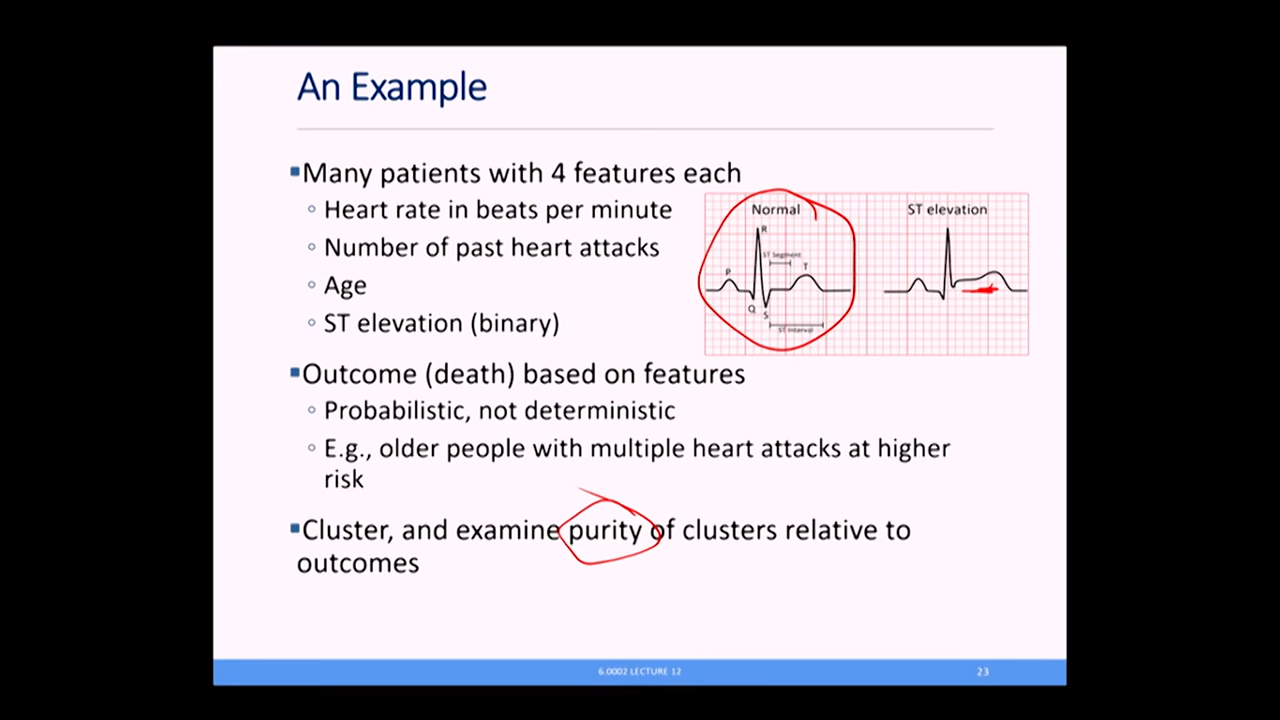 An Example
▪Many patients with 4 features each
◦ Heart rate in beats per minute
◦ Number of past heart attacks
◦ Age
◦ ST elevation (binary)
Normal
R
ST Segment
P
T
Q
S
ST Interval
ST elevation
▪Outcome (death) based on features
◦ Probabilistic, not deterministic
◦ E.g., older people with multiple heart attacks at higher
risk
▪Cluster, and examine purity of clusters relative to
outcomes
6.0002 LECTURE 12
23